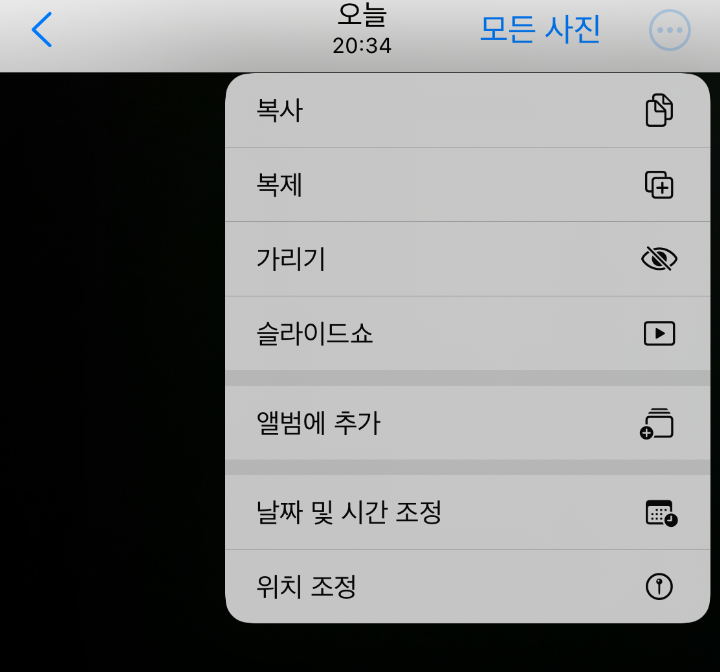 오늘
20:34
모든 사진
복사
복제
가리기
슬라이드쇼
앨범에 추가
날짜 및 시간 조정
위치 조정